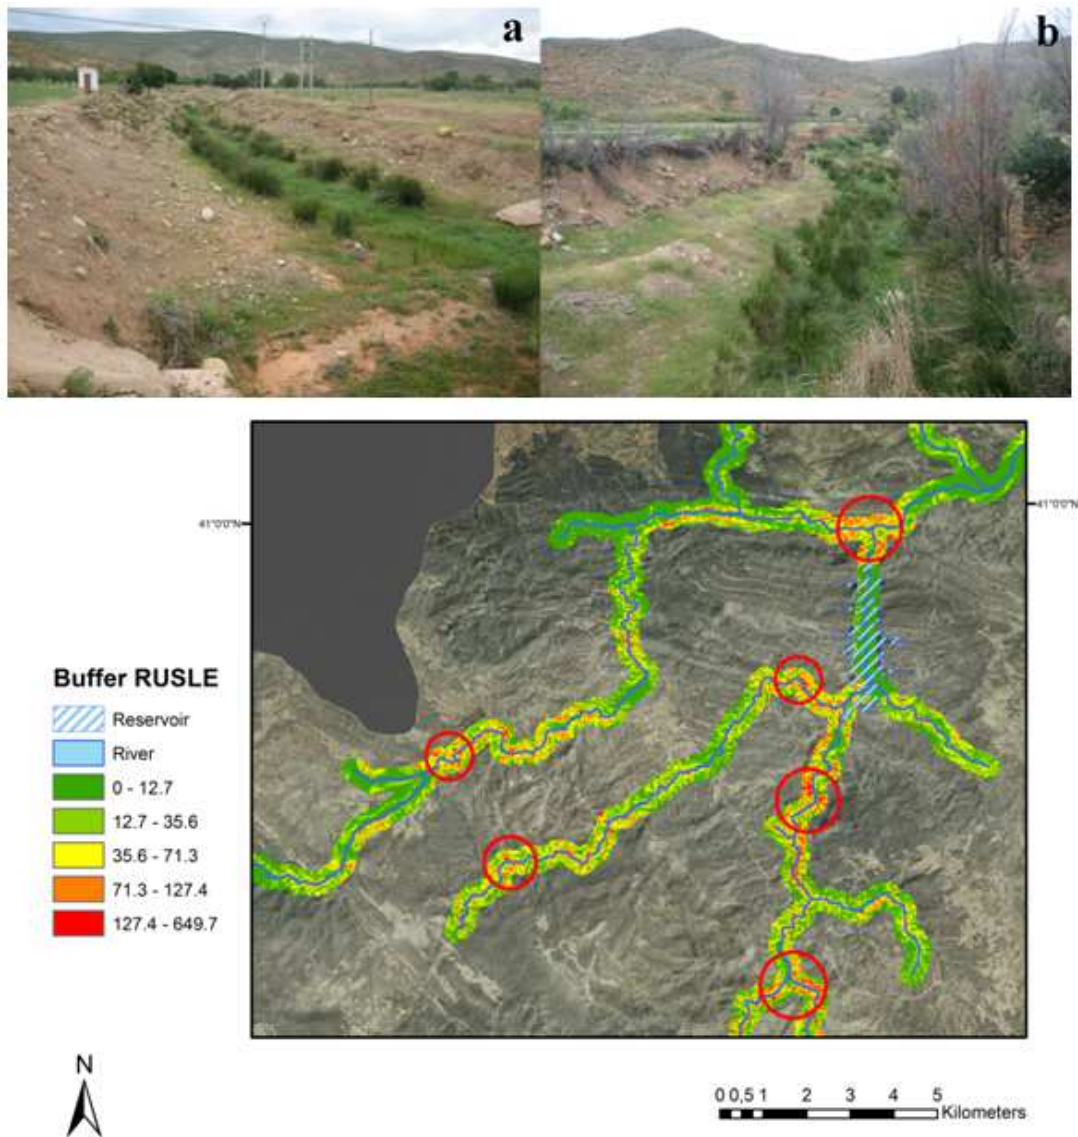 a
b
41°0'0"N
41°0'0"N
Buffer RUSLE
Reservoir
River
0 - 12.7
12.7 - 35.6
35.6 - 71.3
71.3 - 127.4
127.4 - 649.7
N
0 0,5 1 2 3 4 5
Kilometers